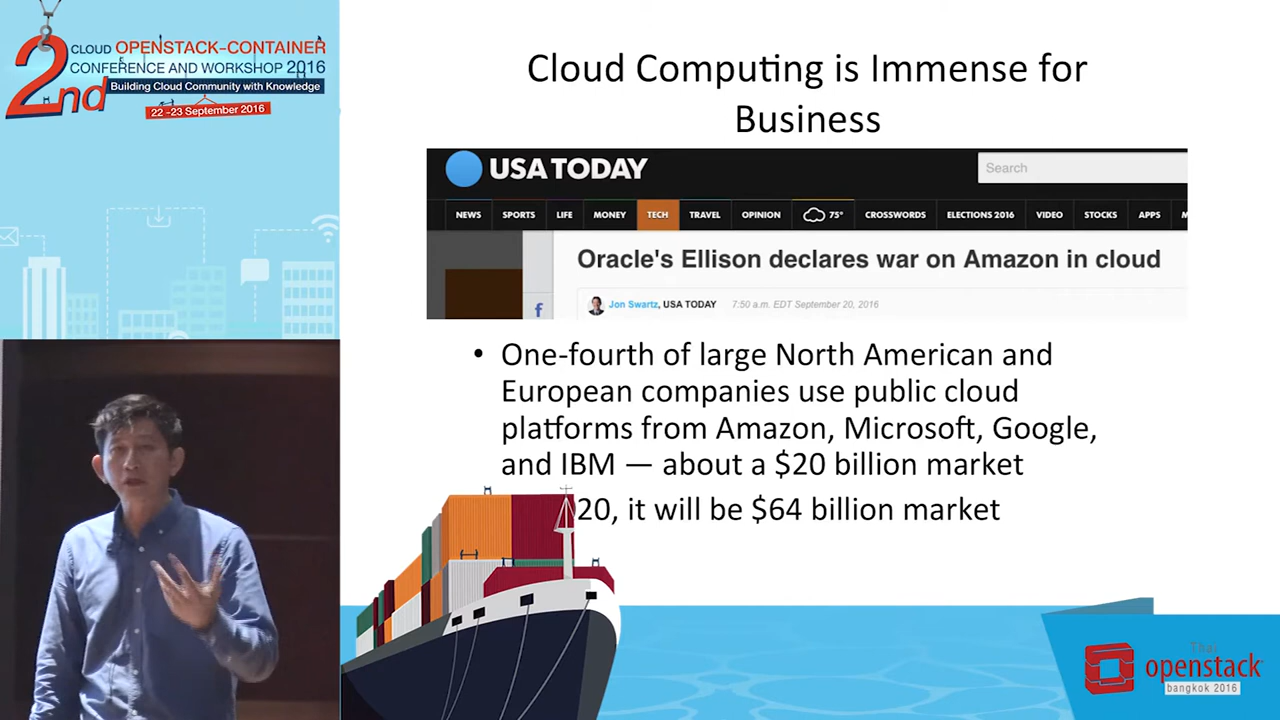 2nd
CLOUD OPENSTACK-CONTAINER
CONFERENCE AND WORKSHOP 2016
Building Cloud Community with Knowledge
22 -23 September 2016
Cloud Computing is Immense for
Business
USA TODAY
Search
NEWS SPORTS LIFE MONEY TECH TRAVEL OPINION 75° CROSSWORDS ELECTIONS 2016 VIDEO STOCKS APPS M
Oracle's Ellison declares war on Amazon in cloud
f
Jon Swartz, USA TODAY 7:50 a.m. EDT September 20, 2016
• One-fourth of large North American and
European companies use public cloud
platforms from Amazon, Microsoft, Google,
and IBM — about a $20 billion market
20, it will be $64 billion market
Thai
openstack
bangkok 2016